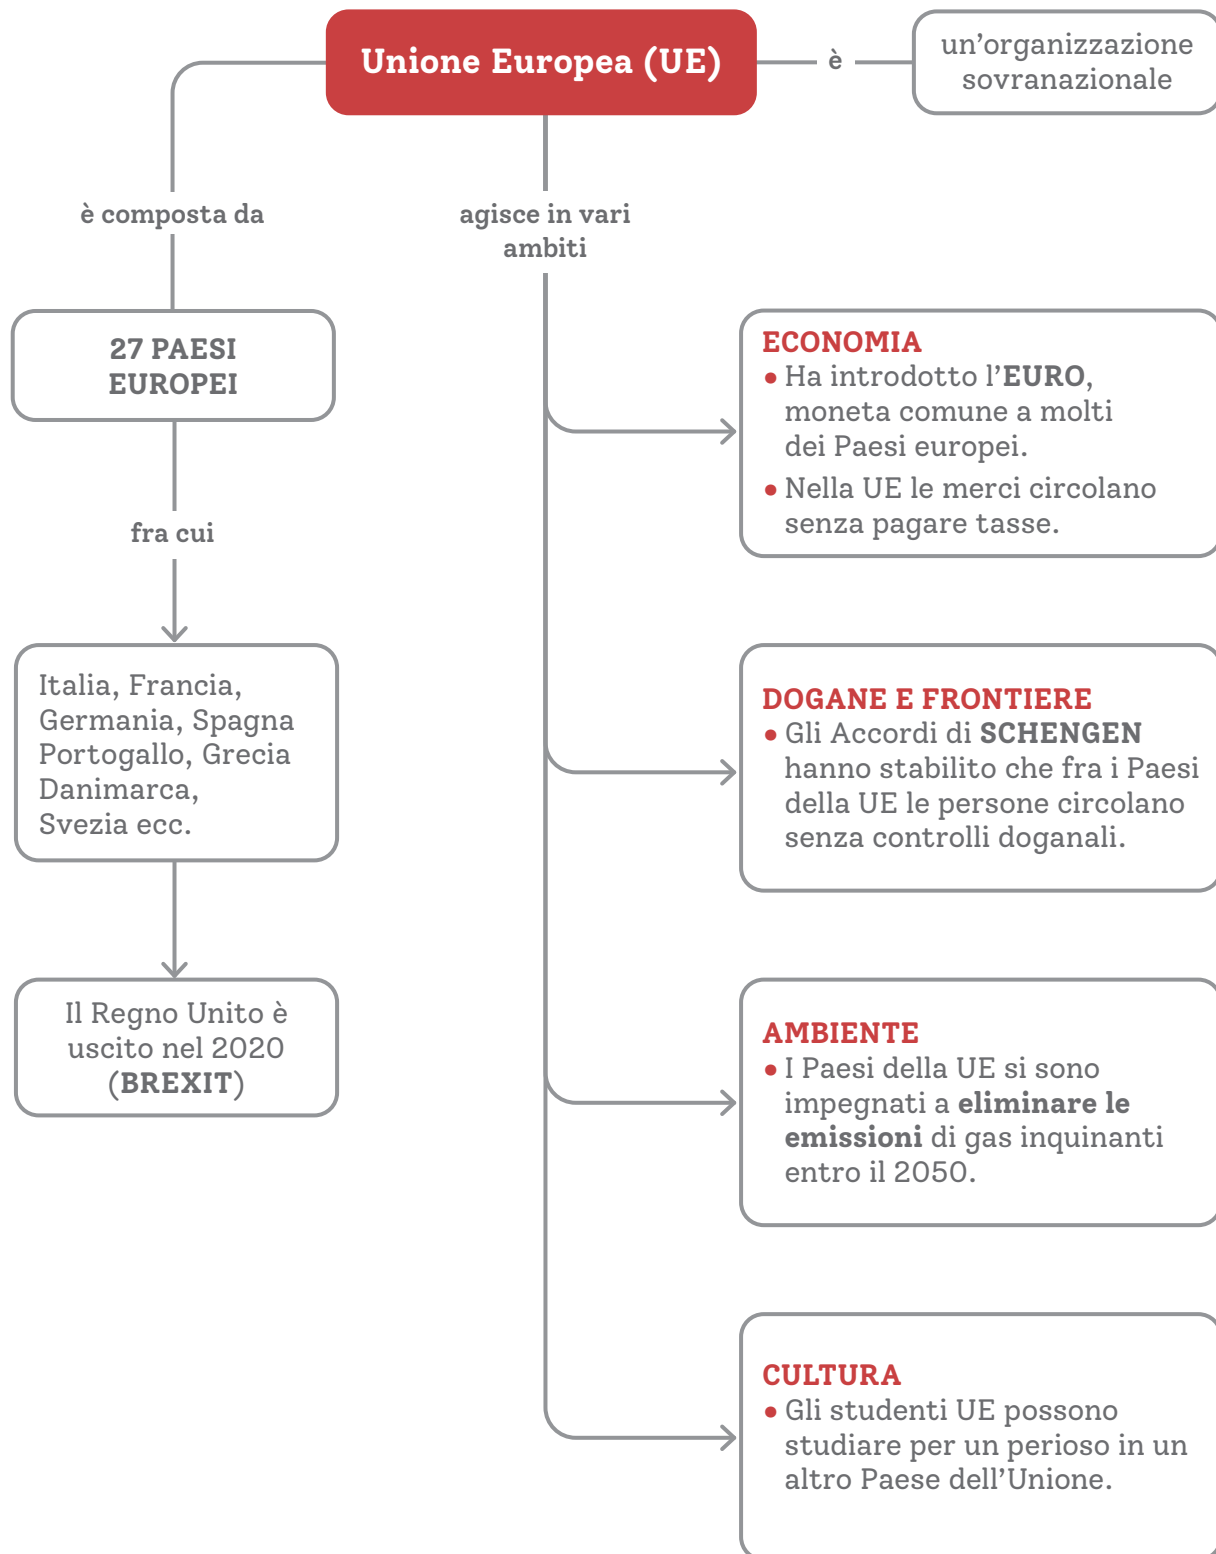 Unione Europea (UE)
è
un’organizzazione
sovranazionale
è composta da
27 PAESI
EUROPEI
fra cui
Italia, Francia,
Germania, Spagna
Portogallo, Grecia
Danimarca,
Svezia ecc.
Il Regno Unito è
uscito nel 2020
(BREXIT)
agisce in vari
ambiti
ECONOMIA
• Ha introdotto l’EURO,
moneta comune a molti
dei Paesi europei.
• Nella UE le merci circolano
senza pagare tasse.
DOGANE E FRONTIERE
• Gli Accordi di SCHENGEN
hanno stabilito che fra i Paesi
della UE le persone circolano
senza controlli doganali.
AMBIENTE
• I Paesi della UE si sono
impegnati a eliminare le
emissioni di gas inquinanti
entro il 2050.
CULTURA
• Gli studenti UE possono
studiare per un perioso in un
altro Paese dell’Unione.